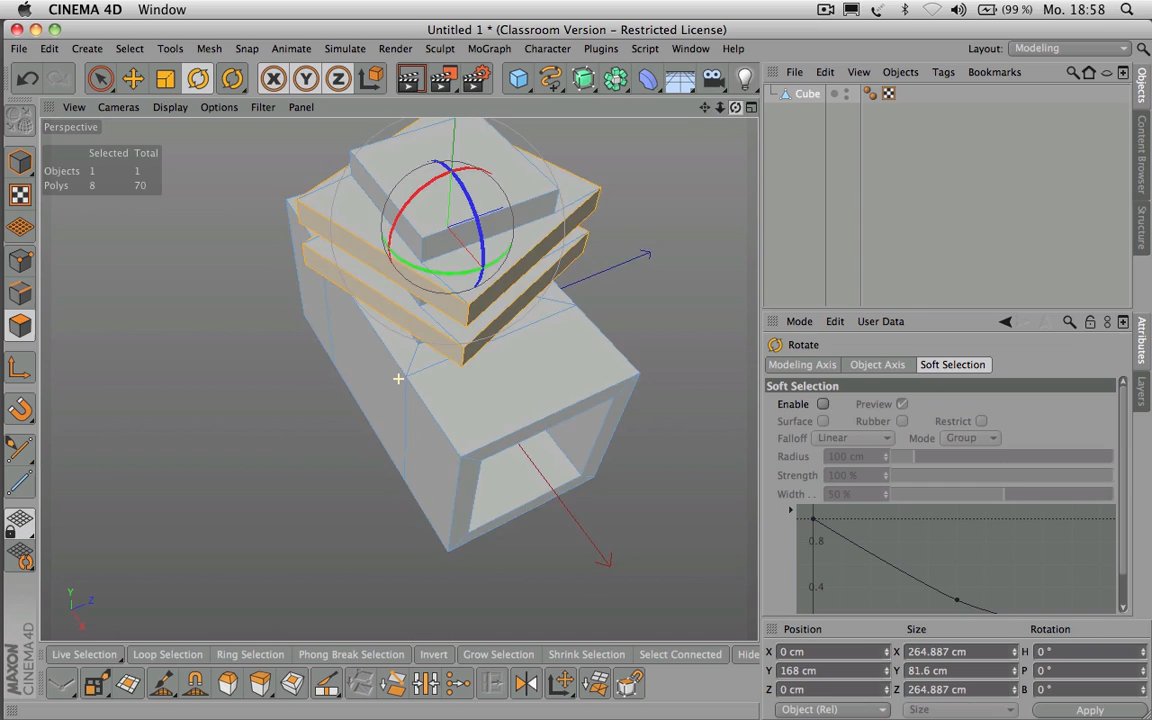 CINEMA 4D Window (99 %) Mo. 18:58
Untitled 1 * (Classroom Version - Restricted License)
File Edit Create Select Tools Mesh Snap Animate Simulate Render Sculpt MoGraph Character Plugins Script Window Help Layout: Modeling
X Y Z
View Cameras Display Options Filter Panel
File Edit View Objects Tags Bookmarks
Perspective
Cube
Selected Total
Objects 1 1
Polys 8 70
Objects
Content Browser
Structure
Mode Edit User Data
Rotate
Modeling Axis Object Axis Soft Selection
Soft Selection
Enable Preview
Surface Rubber Restrict
Falloff Linear Mode Group
Radius 100 cm
Strength 100 %
Width . . 50 %
0.8
0.4
Attributes
Layers
Y
Z
X
Position Size Rotation
X 0 cm X 264.887 cm H 0 °
Y 168 cm Y 81.6 cm P 0 °
Z 0 cm Z 264.887 cm B 0 °
Object (Rel) Size Apply
Live Selection Loop Selection Ring Selection Phong Break Selection Invert Grow Selection Shrink Selection Select Connected Hide
MAXON
CINEMA 4D